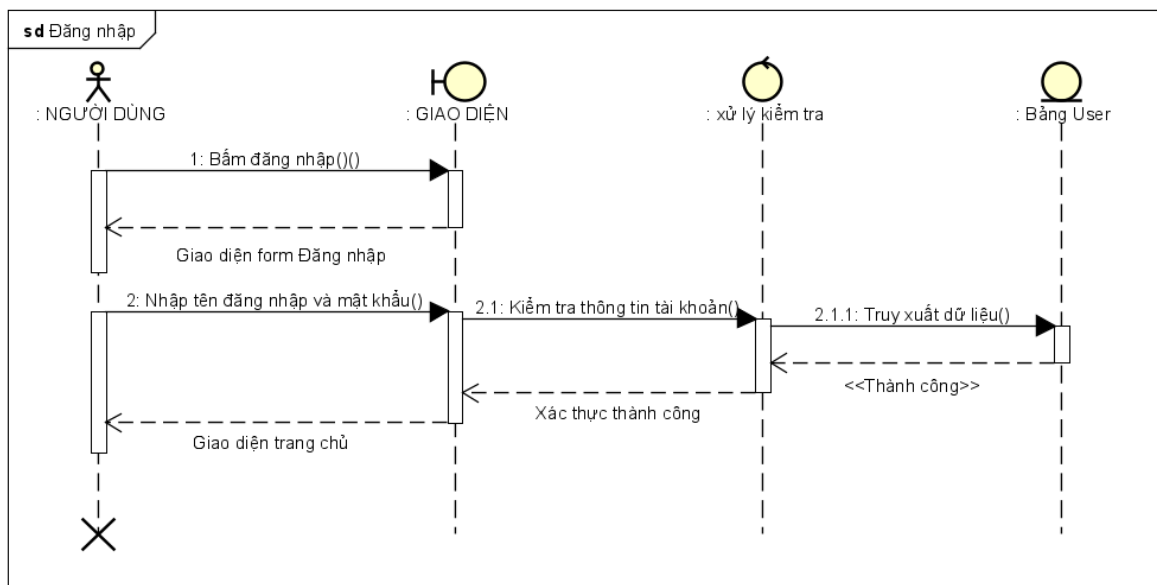 sd Đăng nhập
: NGƯỜI DÙNG
: GIAO DIỆN
: xử lý kiểm tra
: Bảng User
1: Bấm đăng nhập()()
Giao diện form Đăng nhập
2: Nhập tên đăng nhập và mật khẩu()
2.1: Kiểm tra thông tin tài khoản()
2.1.1: Truy xuất dữ liệu()
<<Thành công>>
Xác thực thành công
Giao diện trang chủ